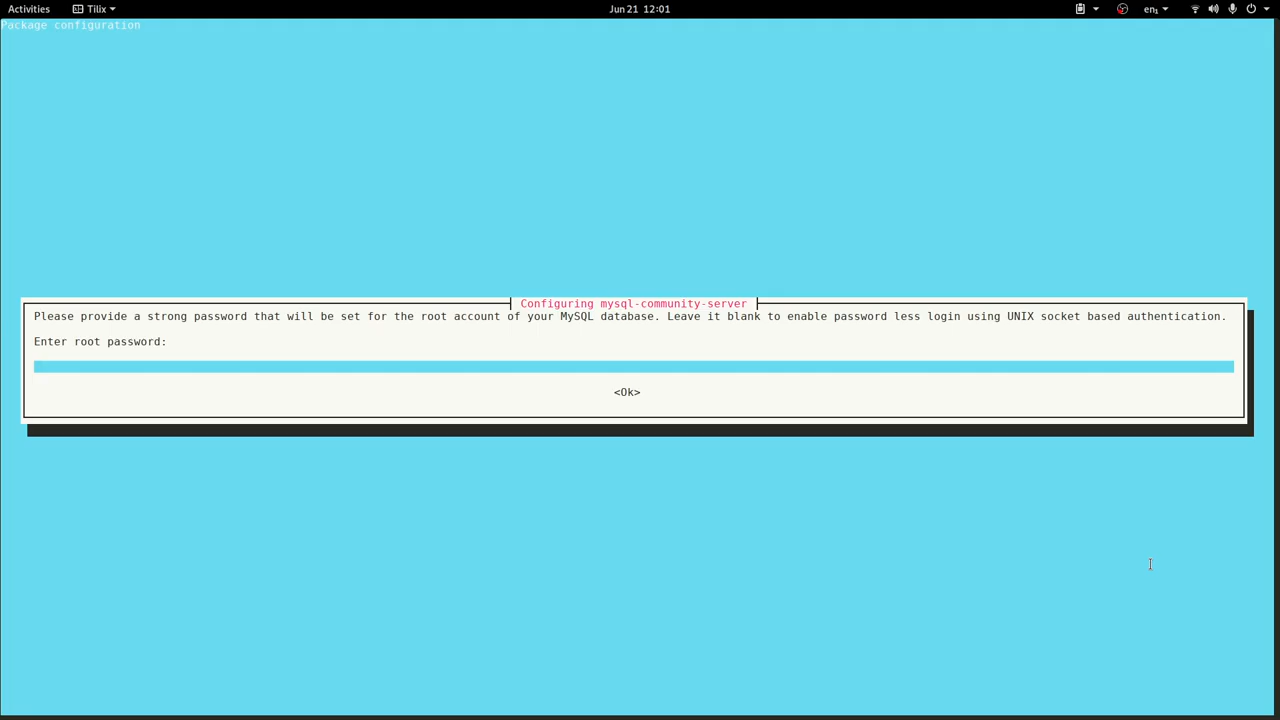 Activities
Tilix
Jun 21 12:01
en₁
Package configuration
Configuring mysql-community-server
Please provide a strong password that will be set for the root account of your MySQL database. Leave it blank to enable password less login using UNIX socket based authentication.
Enter root password:
<Ok>